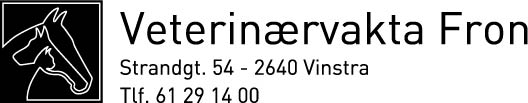 Veterinærvakta Fron
Strandgt. 54 - 2640 Vinstra
Tlf. 61 29 14 00